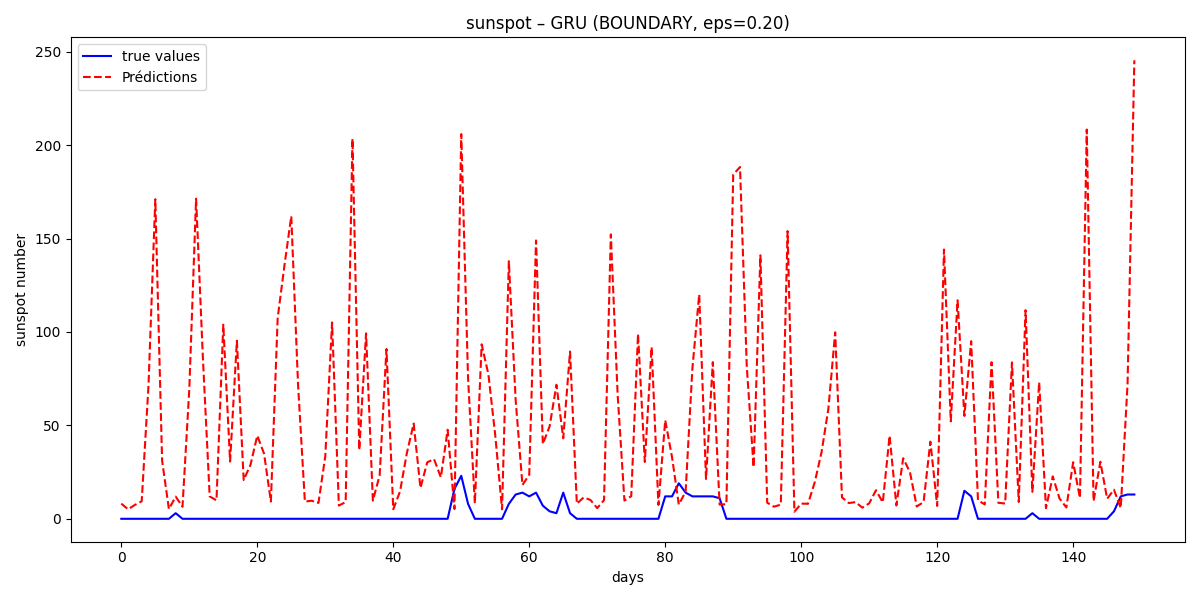 sunspot – GRU (BOUNDARY, eps=0.20)
true values
Prédictions
sunspot number
250
200
150
100
50
0
0 20 40 60 80 100 120 140
days